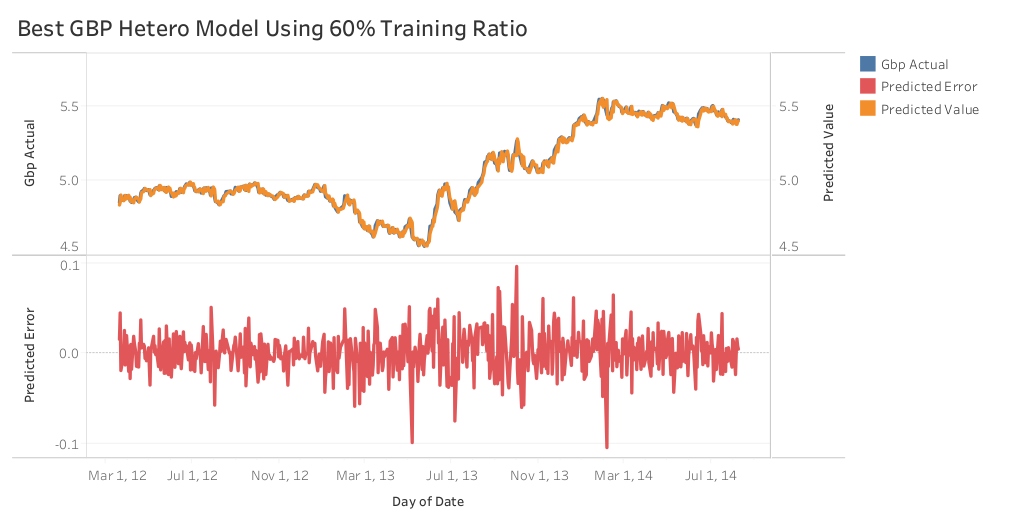 Best GBP Hetero Model Using 60% Training Ratio
Gbp Actual
Predicted Error
Predicted Value
Gbp Actual
5.5
5.0
4.5
5.5
5.0
4.5
Predicted Value
Predicted Error
0.1
0.0
-0.1
Mar 1, 12
Jul 1, 12
Nov 1, 12
Mar 1, 13
Jul 1, 13
Nov 1, 13
Mar 1, 14
Jul 1, 14
Day of Date